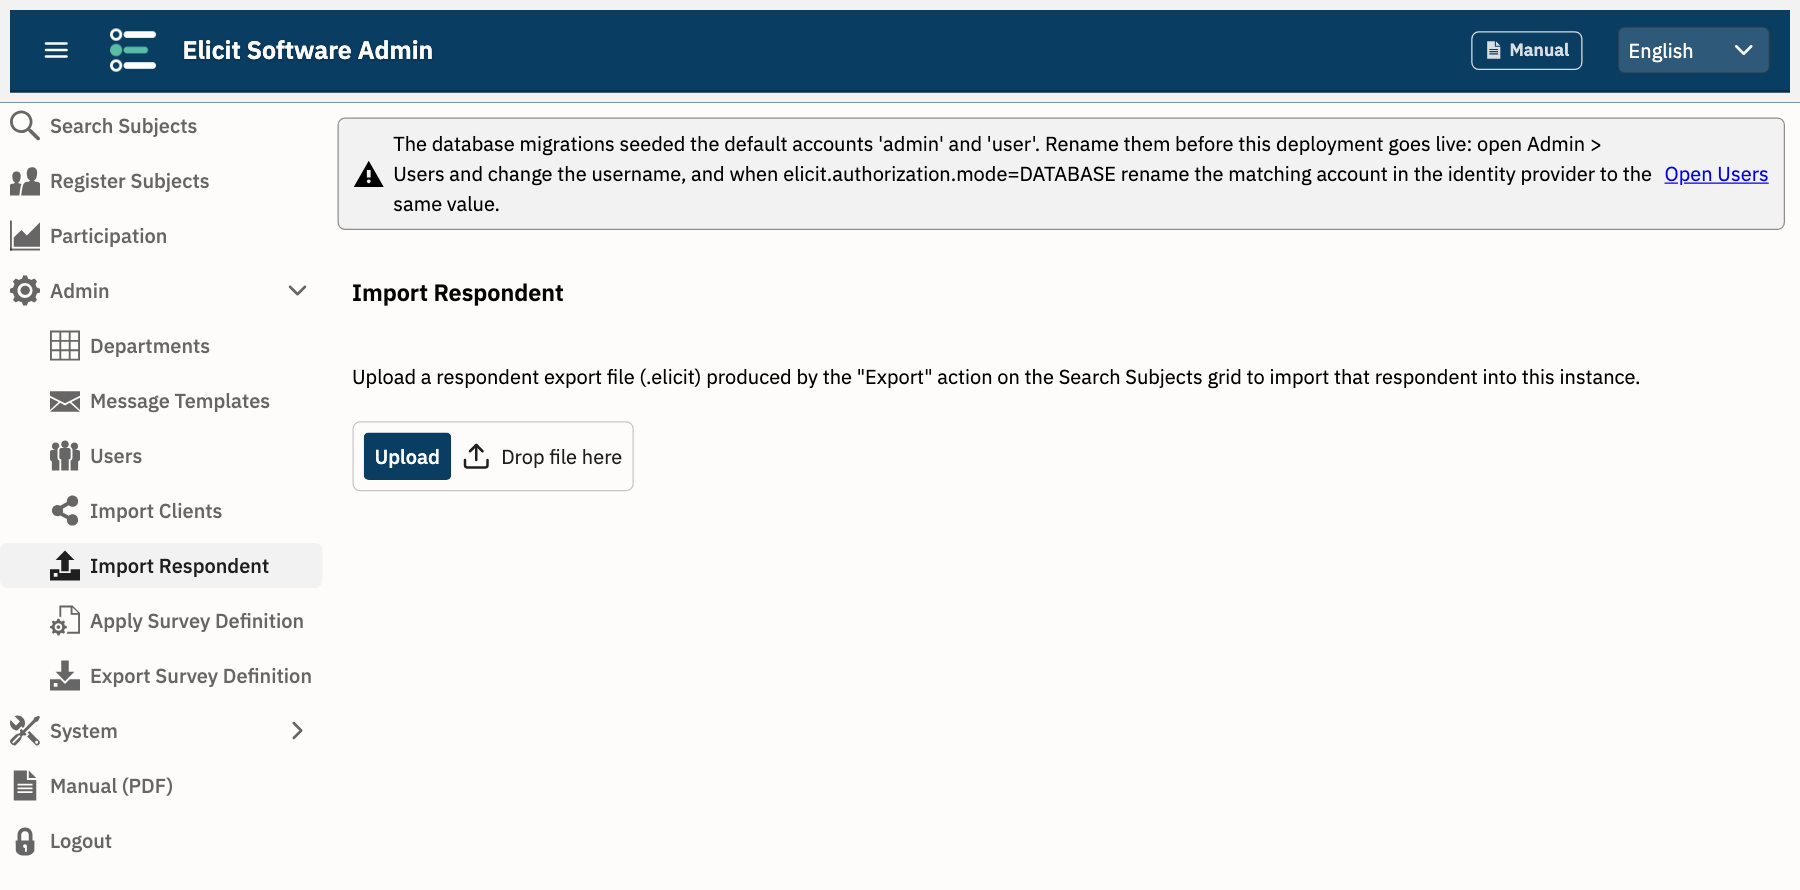 Elicit Software Admin
Manual
English
Search Subjects
Register Subjects
Participation
Admin
Departments
Message Templates
Users
Import Clients
Import Respondent
Apply Survey Definition
Export Survey Definition
System
Manual (PDF)
Logout
The database migrations seeded the default accounts 'admin' and 'user'. Rename them before this deployment goes live: open Admin >
Users and change the username, and when elicit.authorization.mode=DATABASE rename the matching account in the identity provider to the
same value.
Open Users
Import Respondent
Upload a respondent export file (.elicit) produced by the "Export" action on the Search Subjects grid to import that respondent into this instance.
Upload
Drop file here